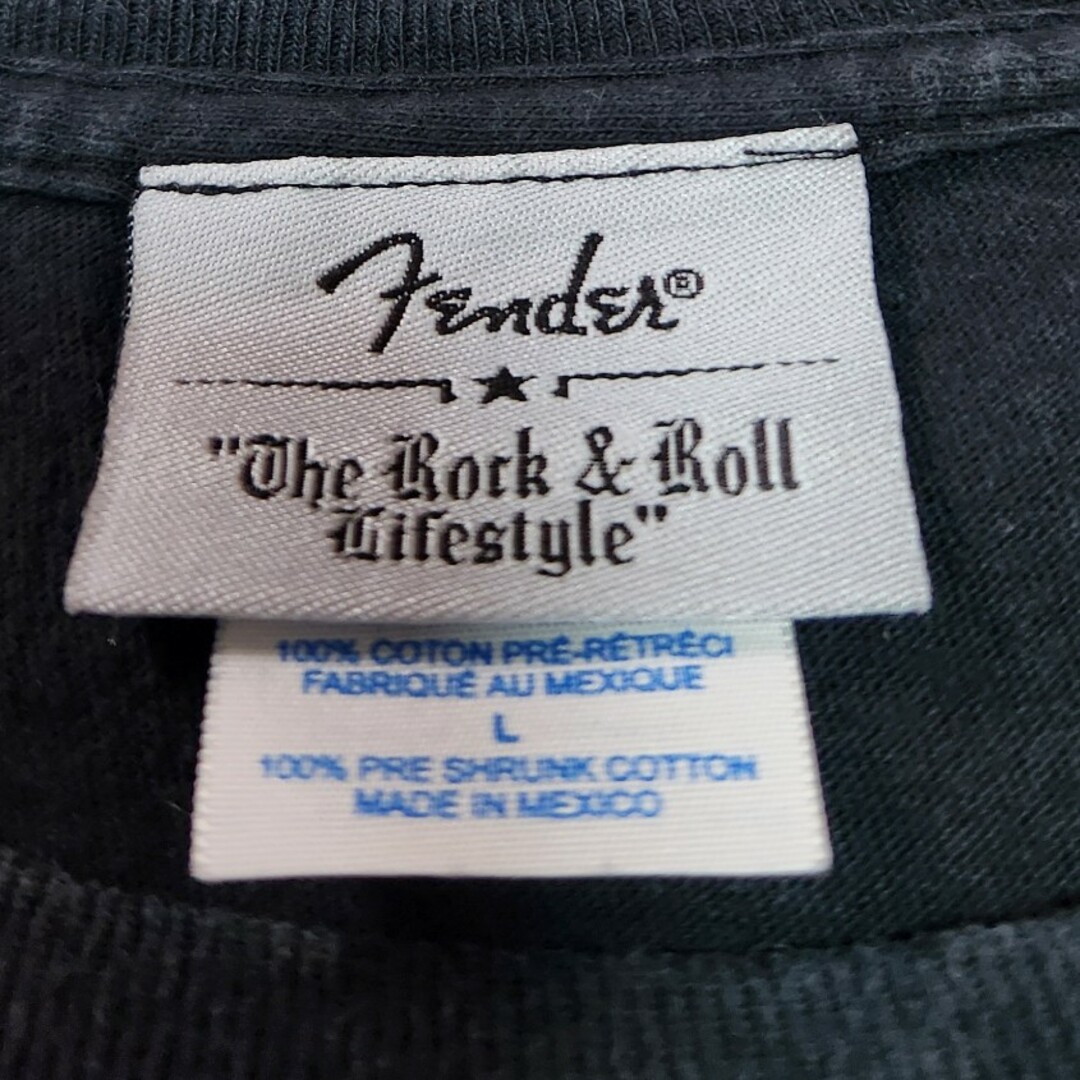 Fender®
"The Rock & Roll
Lifestyle"
100% COTON PRÉ-RÉTRÉCI
FABRIQUÉ AU MEXIQUE
L
100% PRE SHRUNK COTTON
MADE IN MEXICO